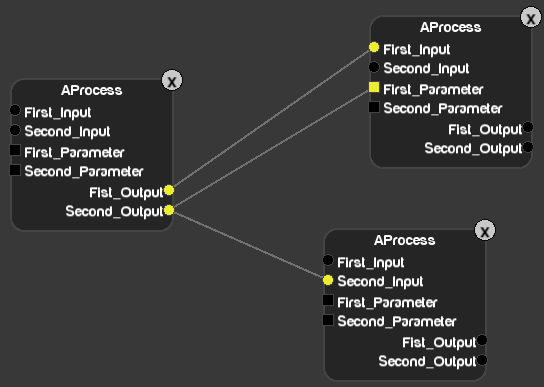 AProcess
X
First_Input
Second_Input
First_Parameter
Second_Parameter
Fist_Output
Second_Output
AProcess
X
First_Input
Second_Input
First_Parameter
Second_Parameter
Fist_Output
Second_Output
AProcess
X
First_Input
Second_Input
First_Parameter
Second_Parameter
Fist_Output
Second_Output